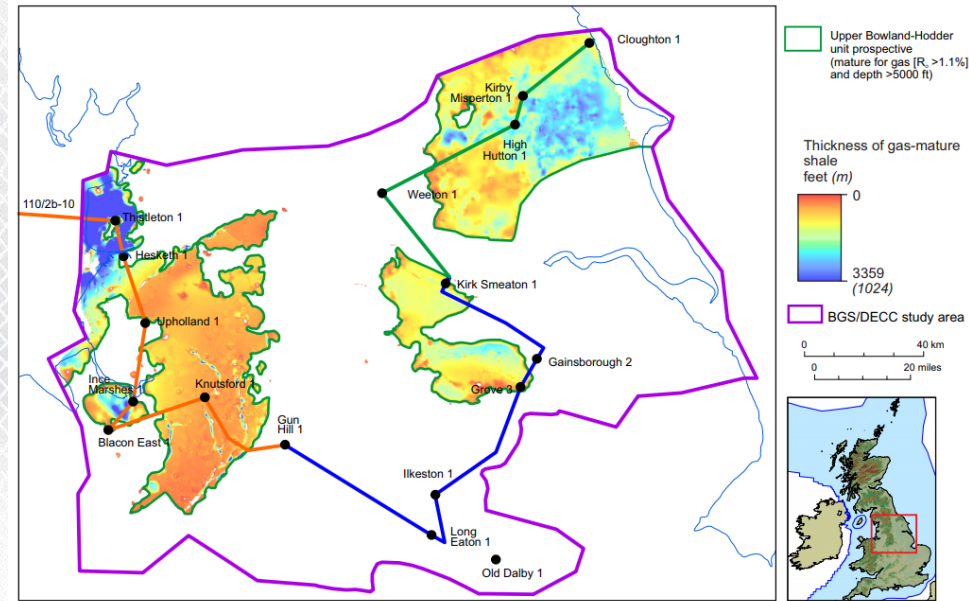 Cloughton 1
Kirby
Misperton 1
High
Hutton 1
Weeton 1
110/2b-10
Thistleton 1
Hesketh 1
Kirk Smeaton 1
Upholland 1
Gainsborough 2
Ince
Marshes 1
Knutsford 1
Grove 3
Blacon East 1
Gun
Hill 1
Ilkeston 1
Long
Eaton 1
Old Dalby 1
Upper Bowland-Hodder
unit prospective
(mature for gas [Rₒ >1.1%]
and depth >5000 ft)
Thickness of gas-mature
shale
feet (m)
0
3359
(1024)
BGS/DECC study area
0 40 km
0 20 miles